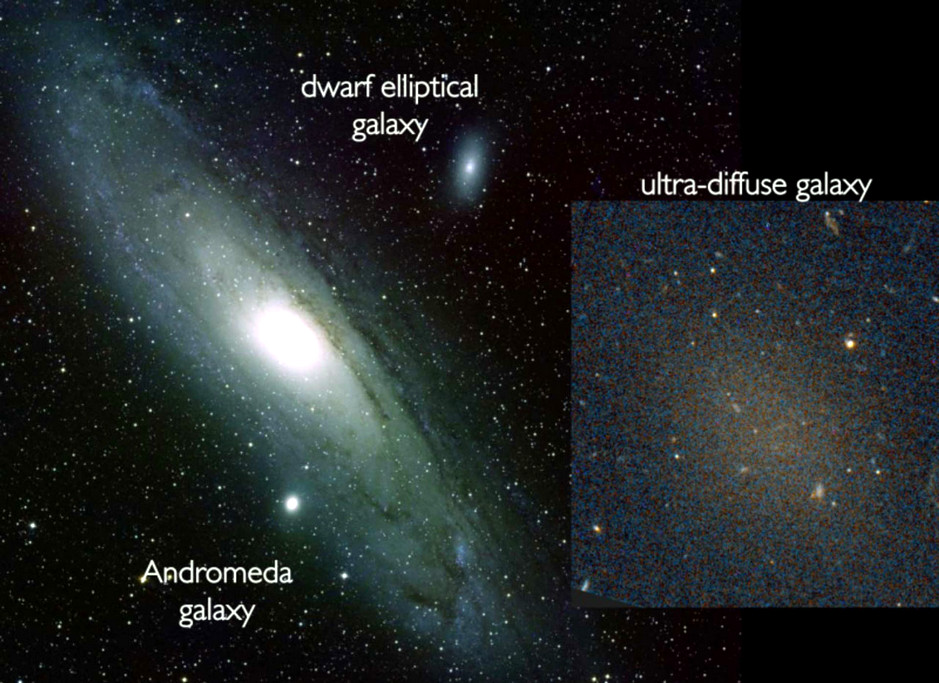 dwarf elliptical
galaxy
ultra-diffuse galaxy
Andromeda
galaxy